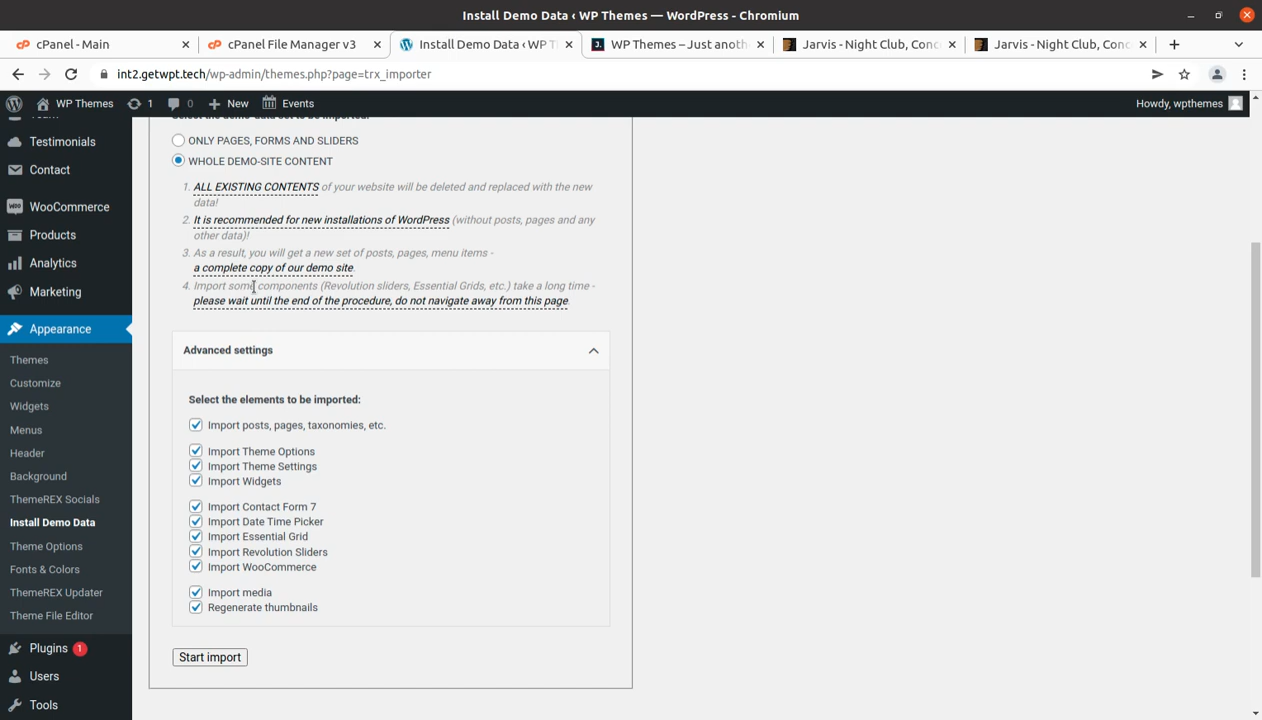 Install Demo Data ‹ WP Themes — WordPress - Chromium
cPanel - Main
cPanel File Manager v3
Install Demo Data ‹ WP T
WP Themes – Just anoth
Jarvis - Night Club, Conc
Jarvis - Night Club, Conc
int2.getwpt.tech/wp-admin/themes.php?page=trx_importer
WP Themes 1 0 New Events Howdy, wpthemes
Testimonials
Contact
WooCommerce
Products
Analytics
Marketing
Appearance
Themes
Customize
Widgets
Menus
Header
Background
ThemeREX Socials
Install Demo Data
Theme Options
Fonts & Colors
ThemeREX Updater
Theme File Editor
Plugins 1
Users
Tools
Select the demo-data set to be imported:
ONLY PAGES, FORMS AND SLIDERS
WHOLE DEMO-SITE CONTENT
1. ALL EXISTING CONTENTS of your website will be deleted and replaced with the new
data!
2. It is recommended for new installations of WordPress (without posts, pages and any
other data)!
3. As a result, you will get a new set of posts, pages, menu items -
a complete copy of our demo site.
4. Import some components (Revolution sliders, Essential Grids, etc.) take a long time -
please wait until the end of the procedure, do not navigate away from this page.
Advanced settings
Select the elements to be imported:
Import posts, pages, taxonomies, etc.
Import Theme Options
Import Theme Settings
Import Widgets
Import Contact Form 7
Import Date Time Picker
Import Essential Grid
Import Revolution Sliders
Import WooCommerce
Import media
Regenerate thumbnails
Start import